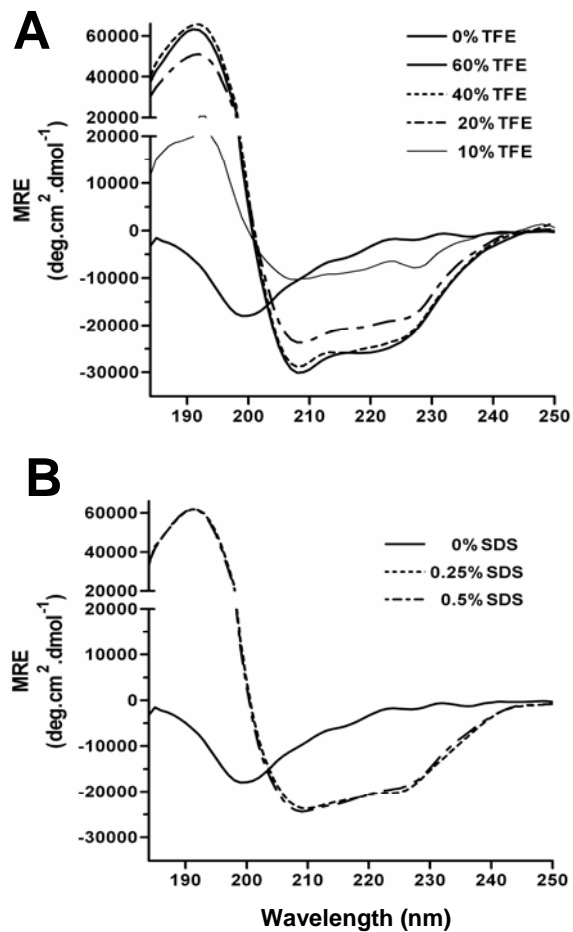 A
60000
40000
20000
20000
10000
0
-10000
-20000
-30000
MRE
(deg.cm².dmol⁻¹)
0% TFE
60% TFE
40% TFE
20% TFE
10% TFE
190 200 210 220 230 240 250
B
60000
40000
20000
20000
10000
0
-10000
-20000
-30000
MRE
(deg.cm².dmol⁻¹)
0% SDS
0.25% SDS
0.5% SDS
190 200 210 220 230 240 250
Wavelength (nm)